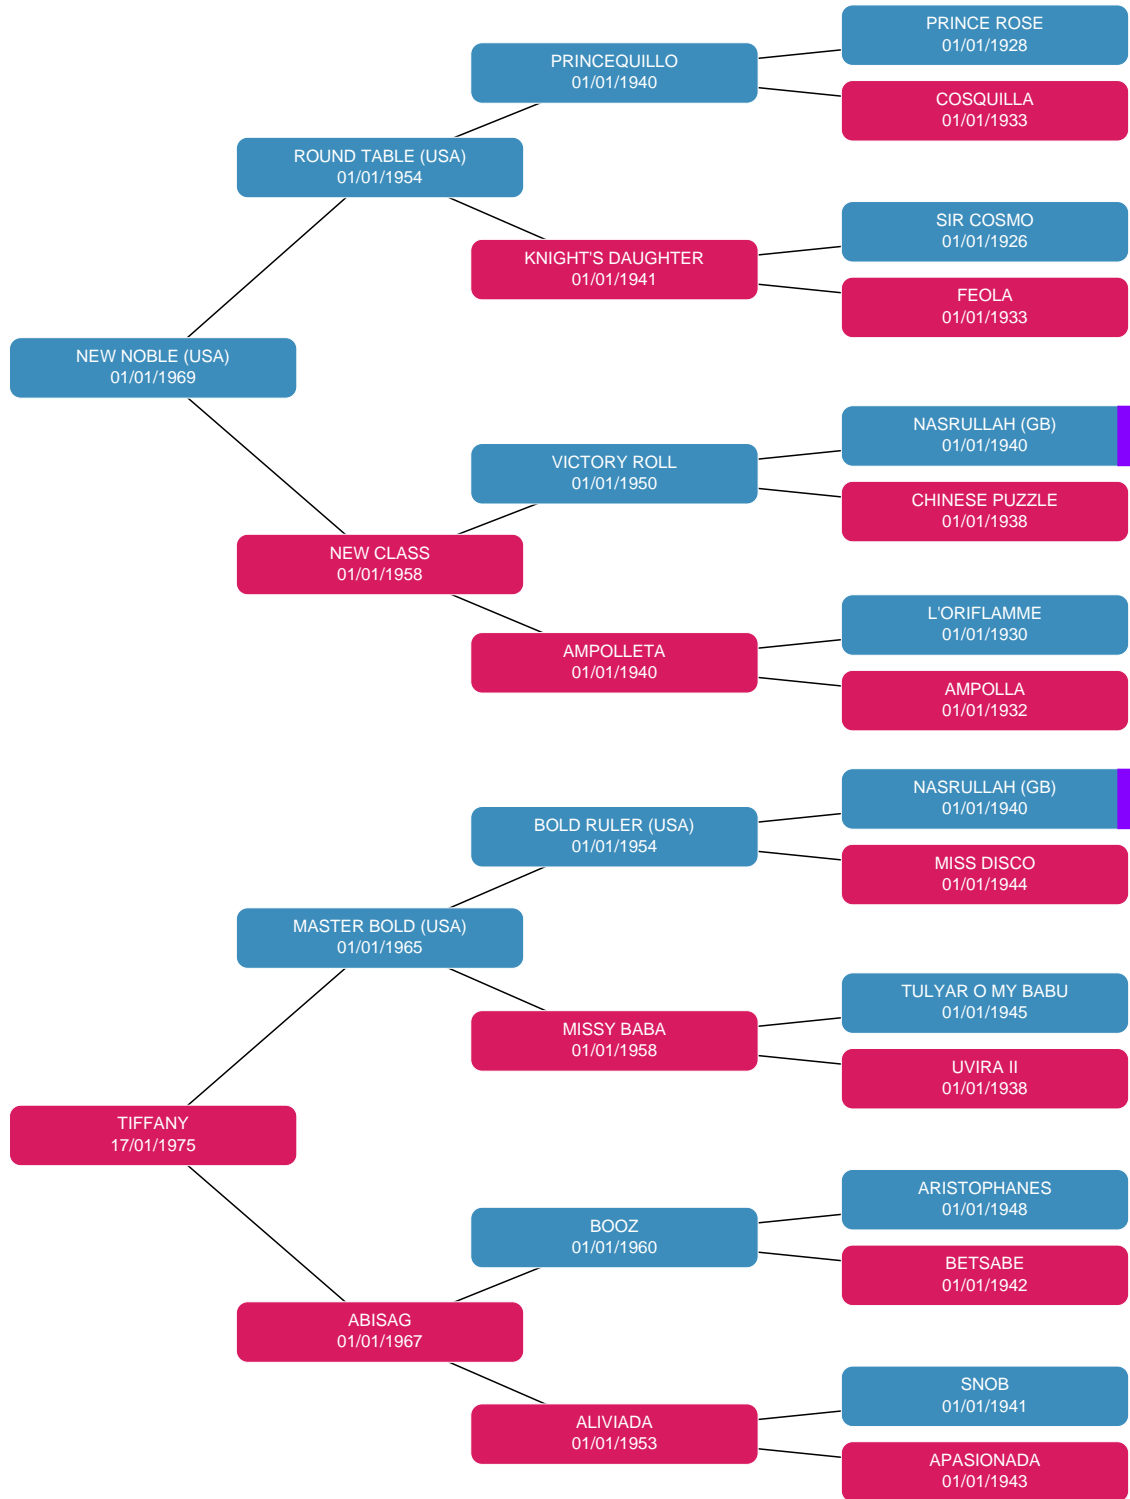 PRINCE ROSE
01/01/1928
PRINCEQUILLO
01/01/1940
COSQUILLA
01/01/1933
ROUND TABLE (USA)
01/01/1954
SIR COSMO
01/01/1926
KNIGHT'S DAUGHTER
01/01/1941
FEOLA
01/01/1933
NEW NOBLE (USA)
01/01/1969
NASRULLAH (GB)
01/01/1940
VICTORY ROLL
01/01/1950
CHINESE PUZZLE
01/01/1938
NEW CLASS
01/01/1958
L'ORIFLAMME
01/01/1930
AMPOLLETA
01/01/1940
AMPOLLA
01/01/1932
NASRULLAH (GB)
01/01/1940
BOLD RULER (USA)
01/01/1954
MISS DISCO
01/01/1944
MASTER BOLD (USA)
01/01/1965
TULYAR O MY BABU
01/01/1945
MISSY BABA
01/01/1958
UVIRA II
01/01/1938
TIFFANY
17/01/1975
ARISTOPHANES
01/01/1948
BOOZ
01/01/1960
BETSABE
01/01/1942
ABISAG
01/01/1967
SNOB
01/01/1941
ALIVIADA
01/01/1953
APASIONADA
01/01/1943